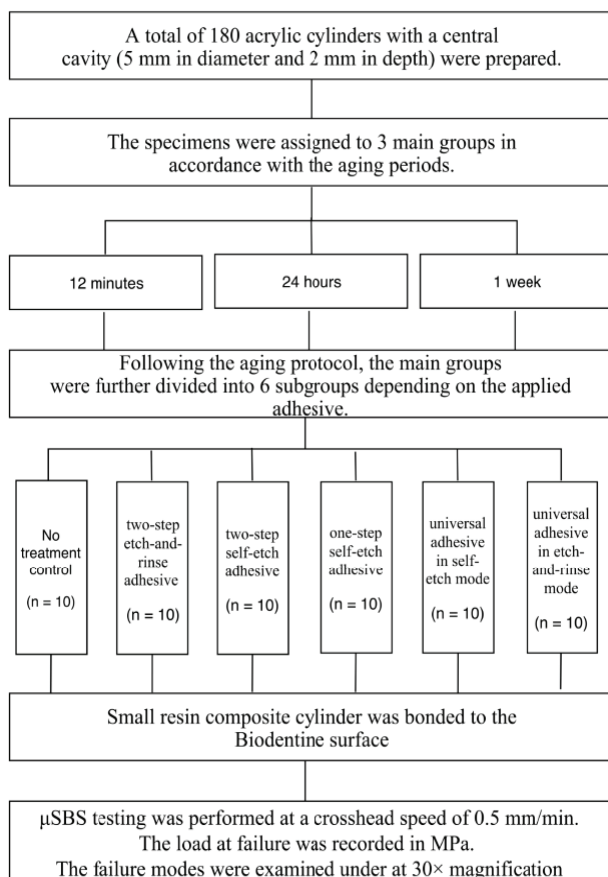 A total of 180 acrylic cylinders with a central
cavity (5 mm in diameter and 2 mm in depth) were prepared.
The specimens were assigned to 3 main groups in
accordance with the aging periods.
12 minutes
24 hours
1 week
Following the aging protocol, the main groups
were further divided into 6 subgroups depending on the applied
adhesive.
No
treatment
control
(n = 10)
two-step
etch-and-
rinse
adhesive
(n = 10)
two-step
self-etch
adhesive
(n = 10)
one-step
self-etch
adhesive
(n = 10)
universal
adhesive
in self-
etch mode
(n = 10)
universal
adhesive
in etch-
and-rinse
mode
(n = 10)
Small resin composite cylinder was bonded to the
Biodentine surface
μSBS testing was performed at a crosshead speed of 0.5 mm/min.
The load at failure was recorded in MPa.
The failure modes were examined under at 30× magnification